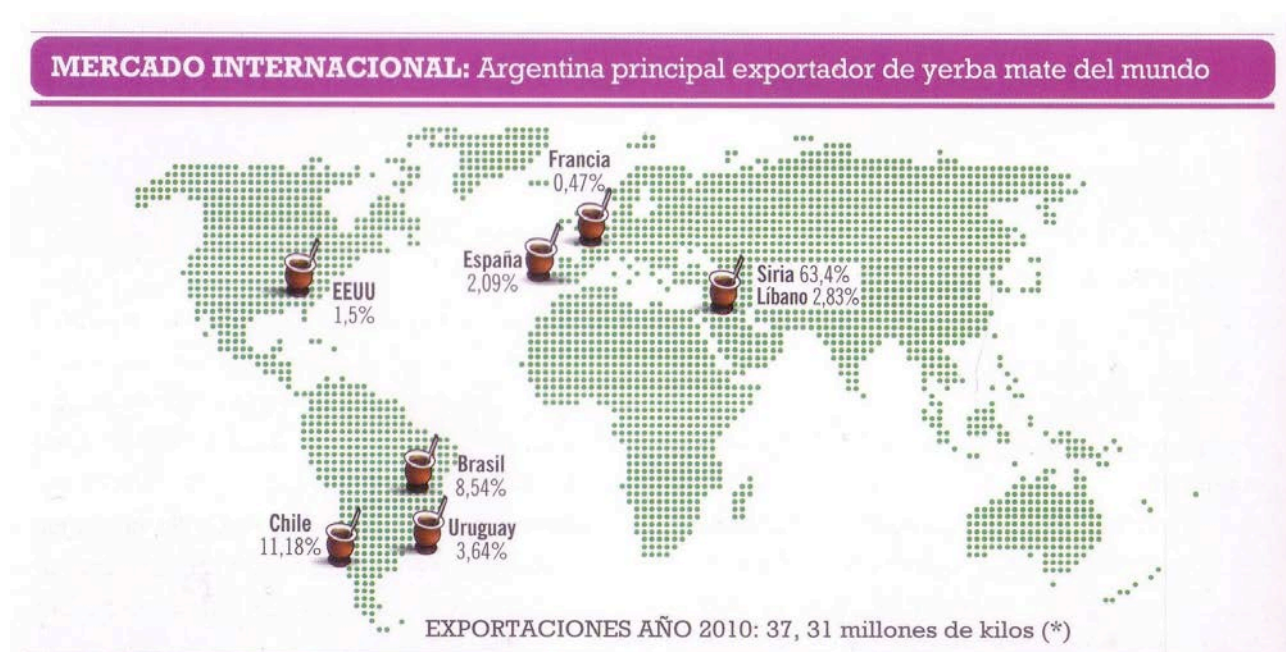 MERCADO INTERNACIONAL: Argentina principal exportador de yerba mate del mundo
Francia
0,47%
España
2,09%
Siria 63,4%
Líbano 2,83%
EEUU
1,5%
Brasil
8,54%
Chile
11,18%
Uruguay
3,64%
EXPORTACIONES AÑO 2010: 37, 31 millones de kilos (*)